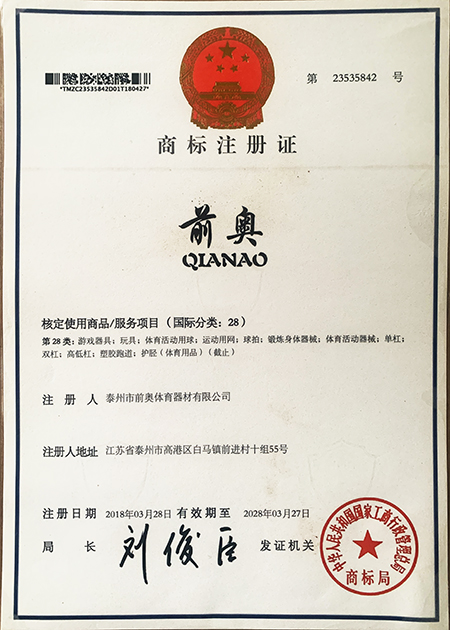 *TMZC23535842D01T180427*
第 23535842 号
商标注册证
前奥
QIANAO
核定使用商品/服务项目（国际分类：28）
第28类：游戏器具；玩具；体育活动用球；运动用网；球拍；锻炼身体器械；体育活动器械；单杠；
双杠；高低杠；塑胶跑道；护胫（体育用品）（截止）
注册人 泰州市前奥体育器材有限公司
注册人地址 江苏省泰州市高港区白马镇前进村十组55号
注册日期 2018年03月28日 有效期至 2028年03月27日
局长 刘俊臣 发证机关
中华人民共和国国家工商行政管理总局
商标局